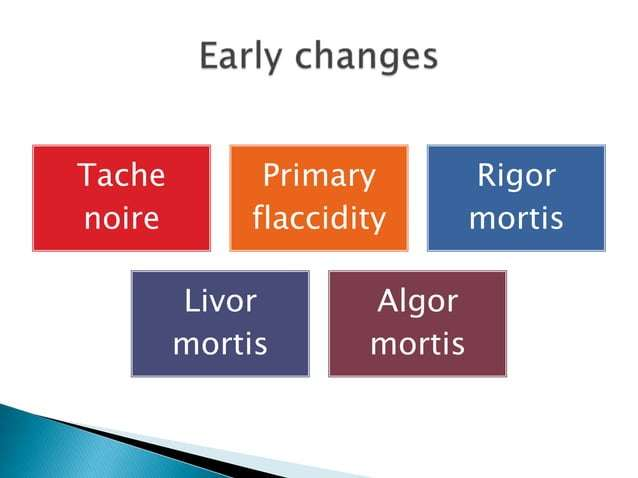 Early changes
Tache
noire
Primary
flaccidity
Rigor
mortis
Livor
mortis
Algor
mortis